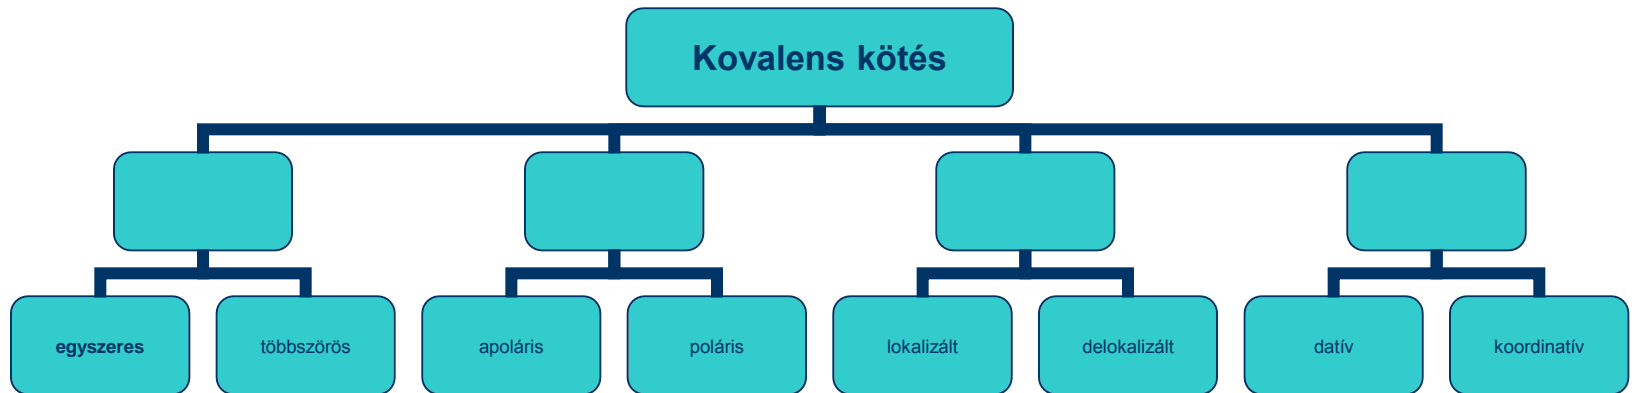 Kovalens kötés
egyszeres
többszörös
apoláris
poláris
lokalizált
delokalizált
datív
koordinatív